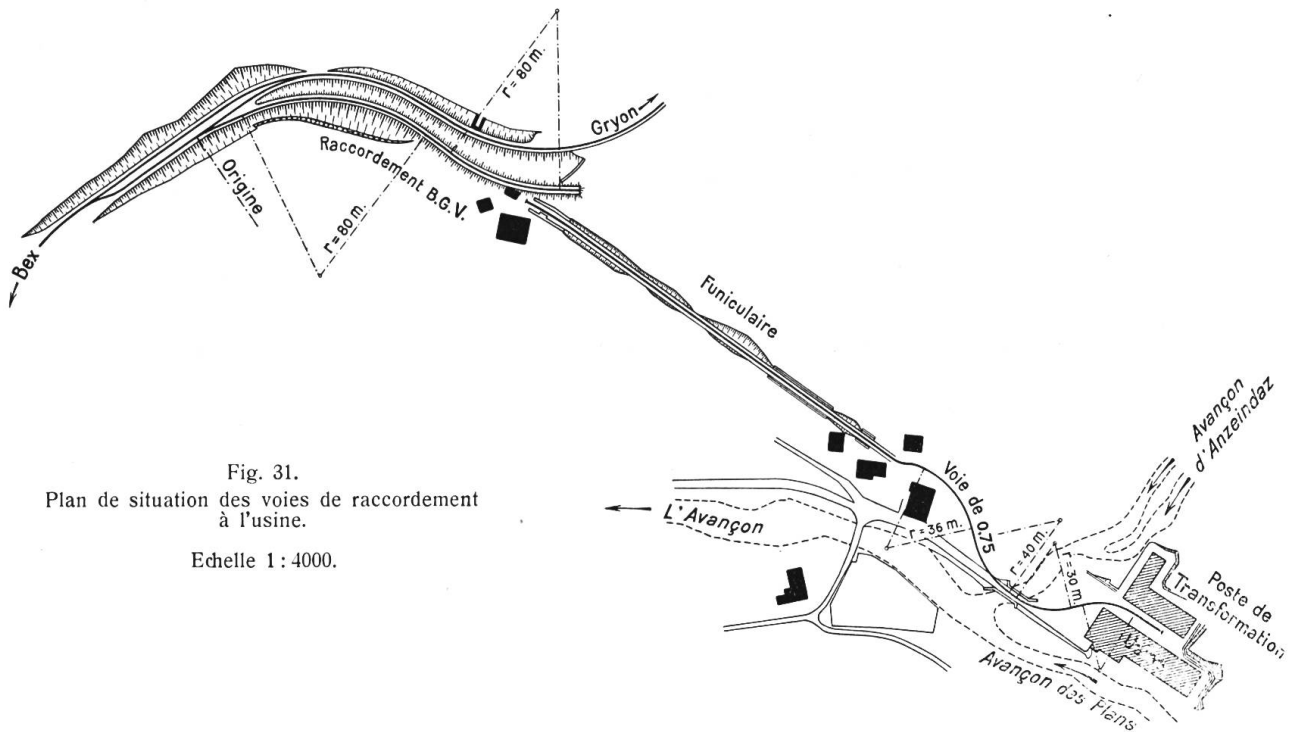 r = 80 m.
Gryon
Raccordement B.G.V.
Origine
r = 80 m.
Bex
Funiculaire
Avançon
d'Anzeindaz
Fig. 31.
Plan de situation des voies de raccordement
à l'usine.
Echelle 1 : 4000.
L'Avançon
Voie de 0.75
r = 36 m.
r = 40 m.
r = 30 m.
Poste de
Transformation
Avançon des Plans